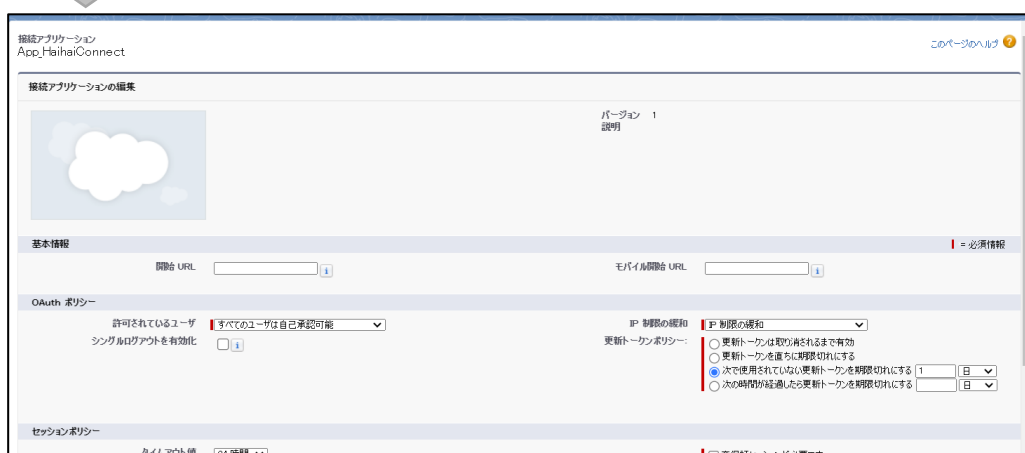 接続アプリケーション
App_HaihaiConnect
このページのヘルプ
接続アプリケーションの編集
バージョン 1
説明
基本情報
= 必須情報
開始 URL
モバイル開始 URL
OAuth ポリシー
許可されているユーザ すべてのユーザは自己承認可能
IP 制限の緩和 IP 制限の緩和
シングルログアウトを有効化
更新トークンポリシー:
更新トークンは取り消されるまで有効
更新トークンを直ちに期限切れにする
次で使用されていない更新トークンを期限切れにする 1 日
次の時間が経過したら更新トークンを期限切れにする 日
セッションポリシー
タイムアウト値 24 時間